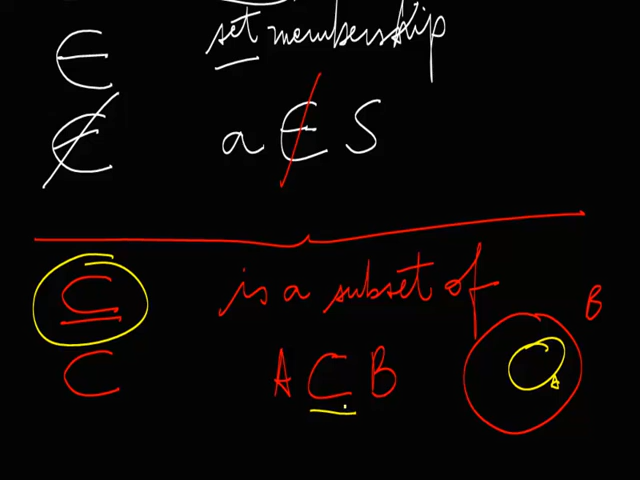 ∈ set membership
∉ a ∉ S
⊆ is a subset of
⊂ A ⊆ B
B
A